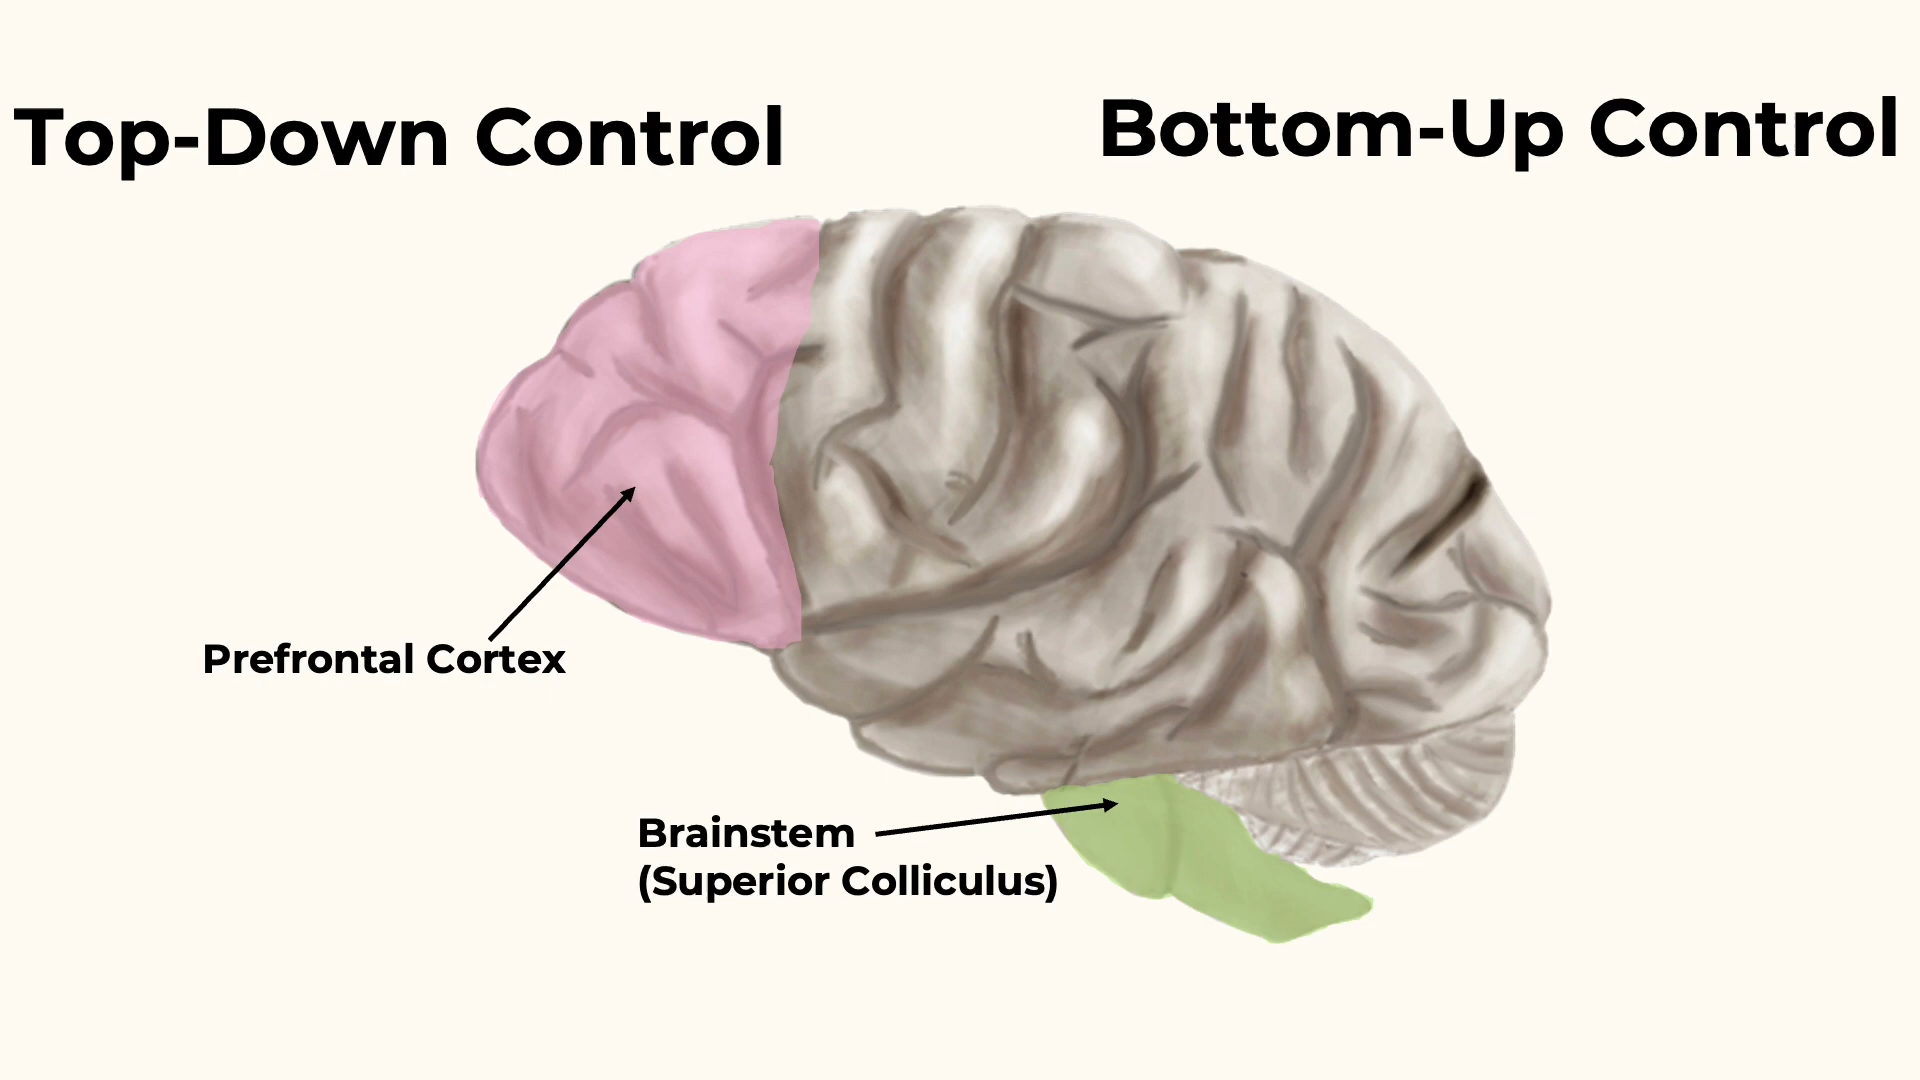 Top-Down Control
Bottom-Up Control
Prefrontal Cortex
Brainstem
(Superior Colliculus)